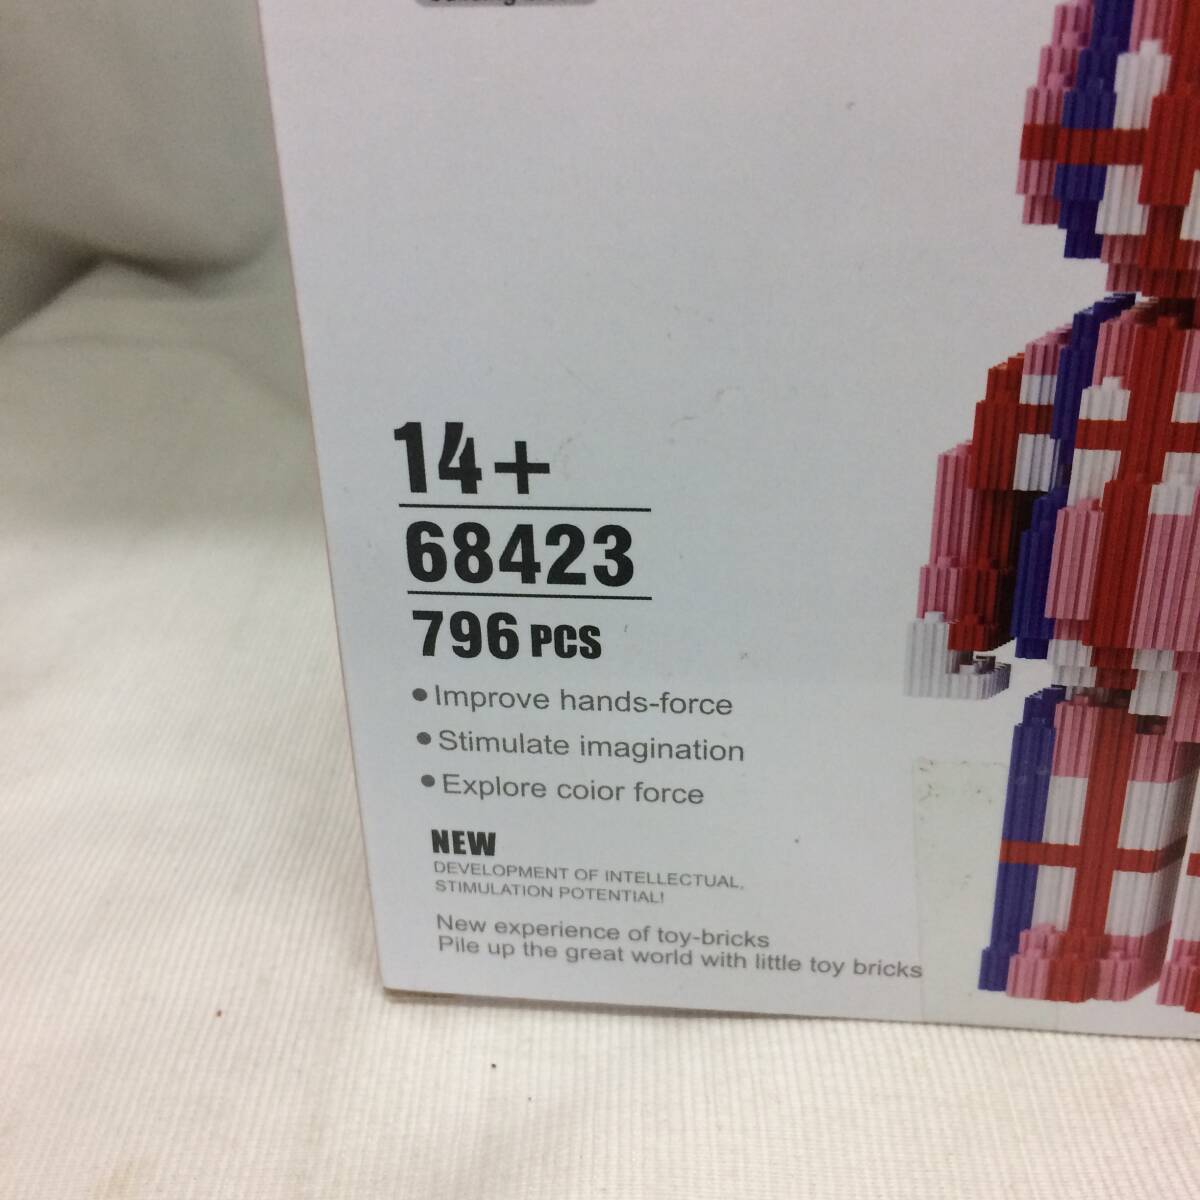 14+
68423
796 PCS
• Improve hands-force
• Stimulate imagination
• Explore coior force
NEW
DEVELOPMENT OF INTELLECTUAL,
STIMULATION POTENTIAL!
New experience of toy-bricks
Pile up the great world with little toy bricks